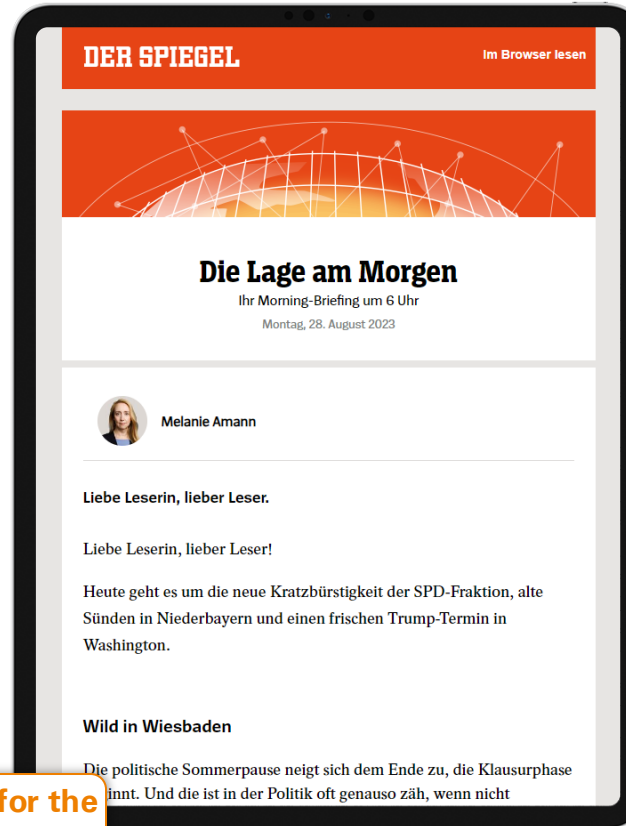 DER SPIEGEL
Im Browser lesen
Die Lage am Morgen
Ihr Morning-Briefing um 6 Uhr
Montag, 28. August 2023
Melanie Amann
Liebe Leserin, lieber Leser.
Liebe Leserin, lieber Leser!
Heute geht es um die neue Kratzbürstigkeit der SPD-Fraktion, alte
Sünden in Niederbayern und einen frischen Trump-Termin in
Washington.
Wild in Wiesbaden
Die politische Sommerpause neigt sich dem Ende zu, die Klausurphase
innt. Und die ist in der Politik oft genauso zäh, wenn nicht
for the